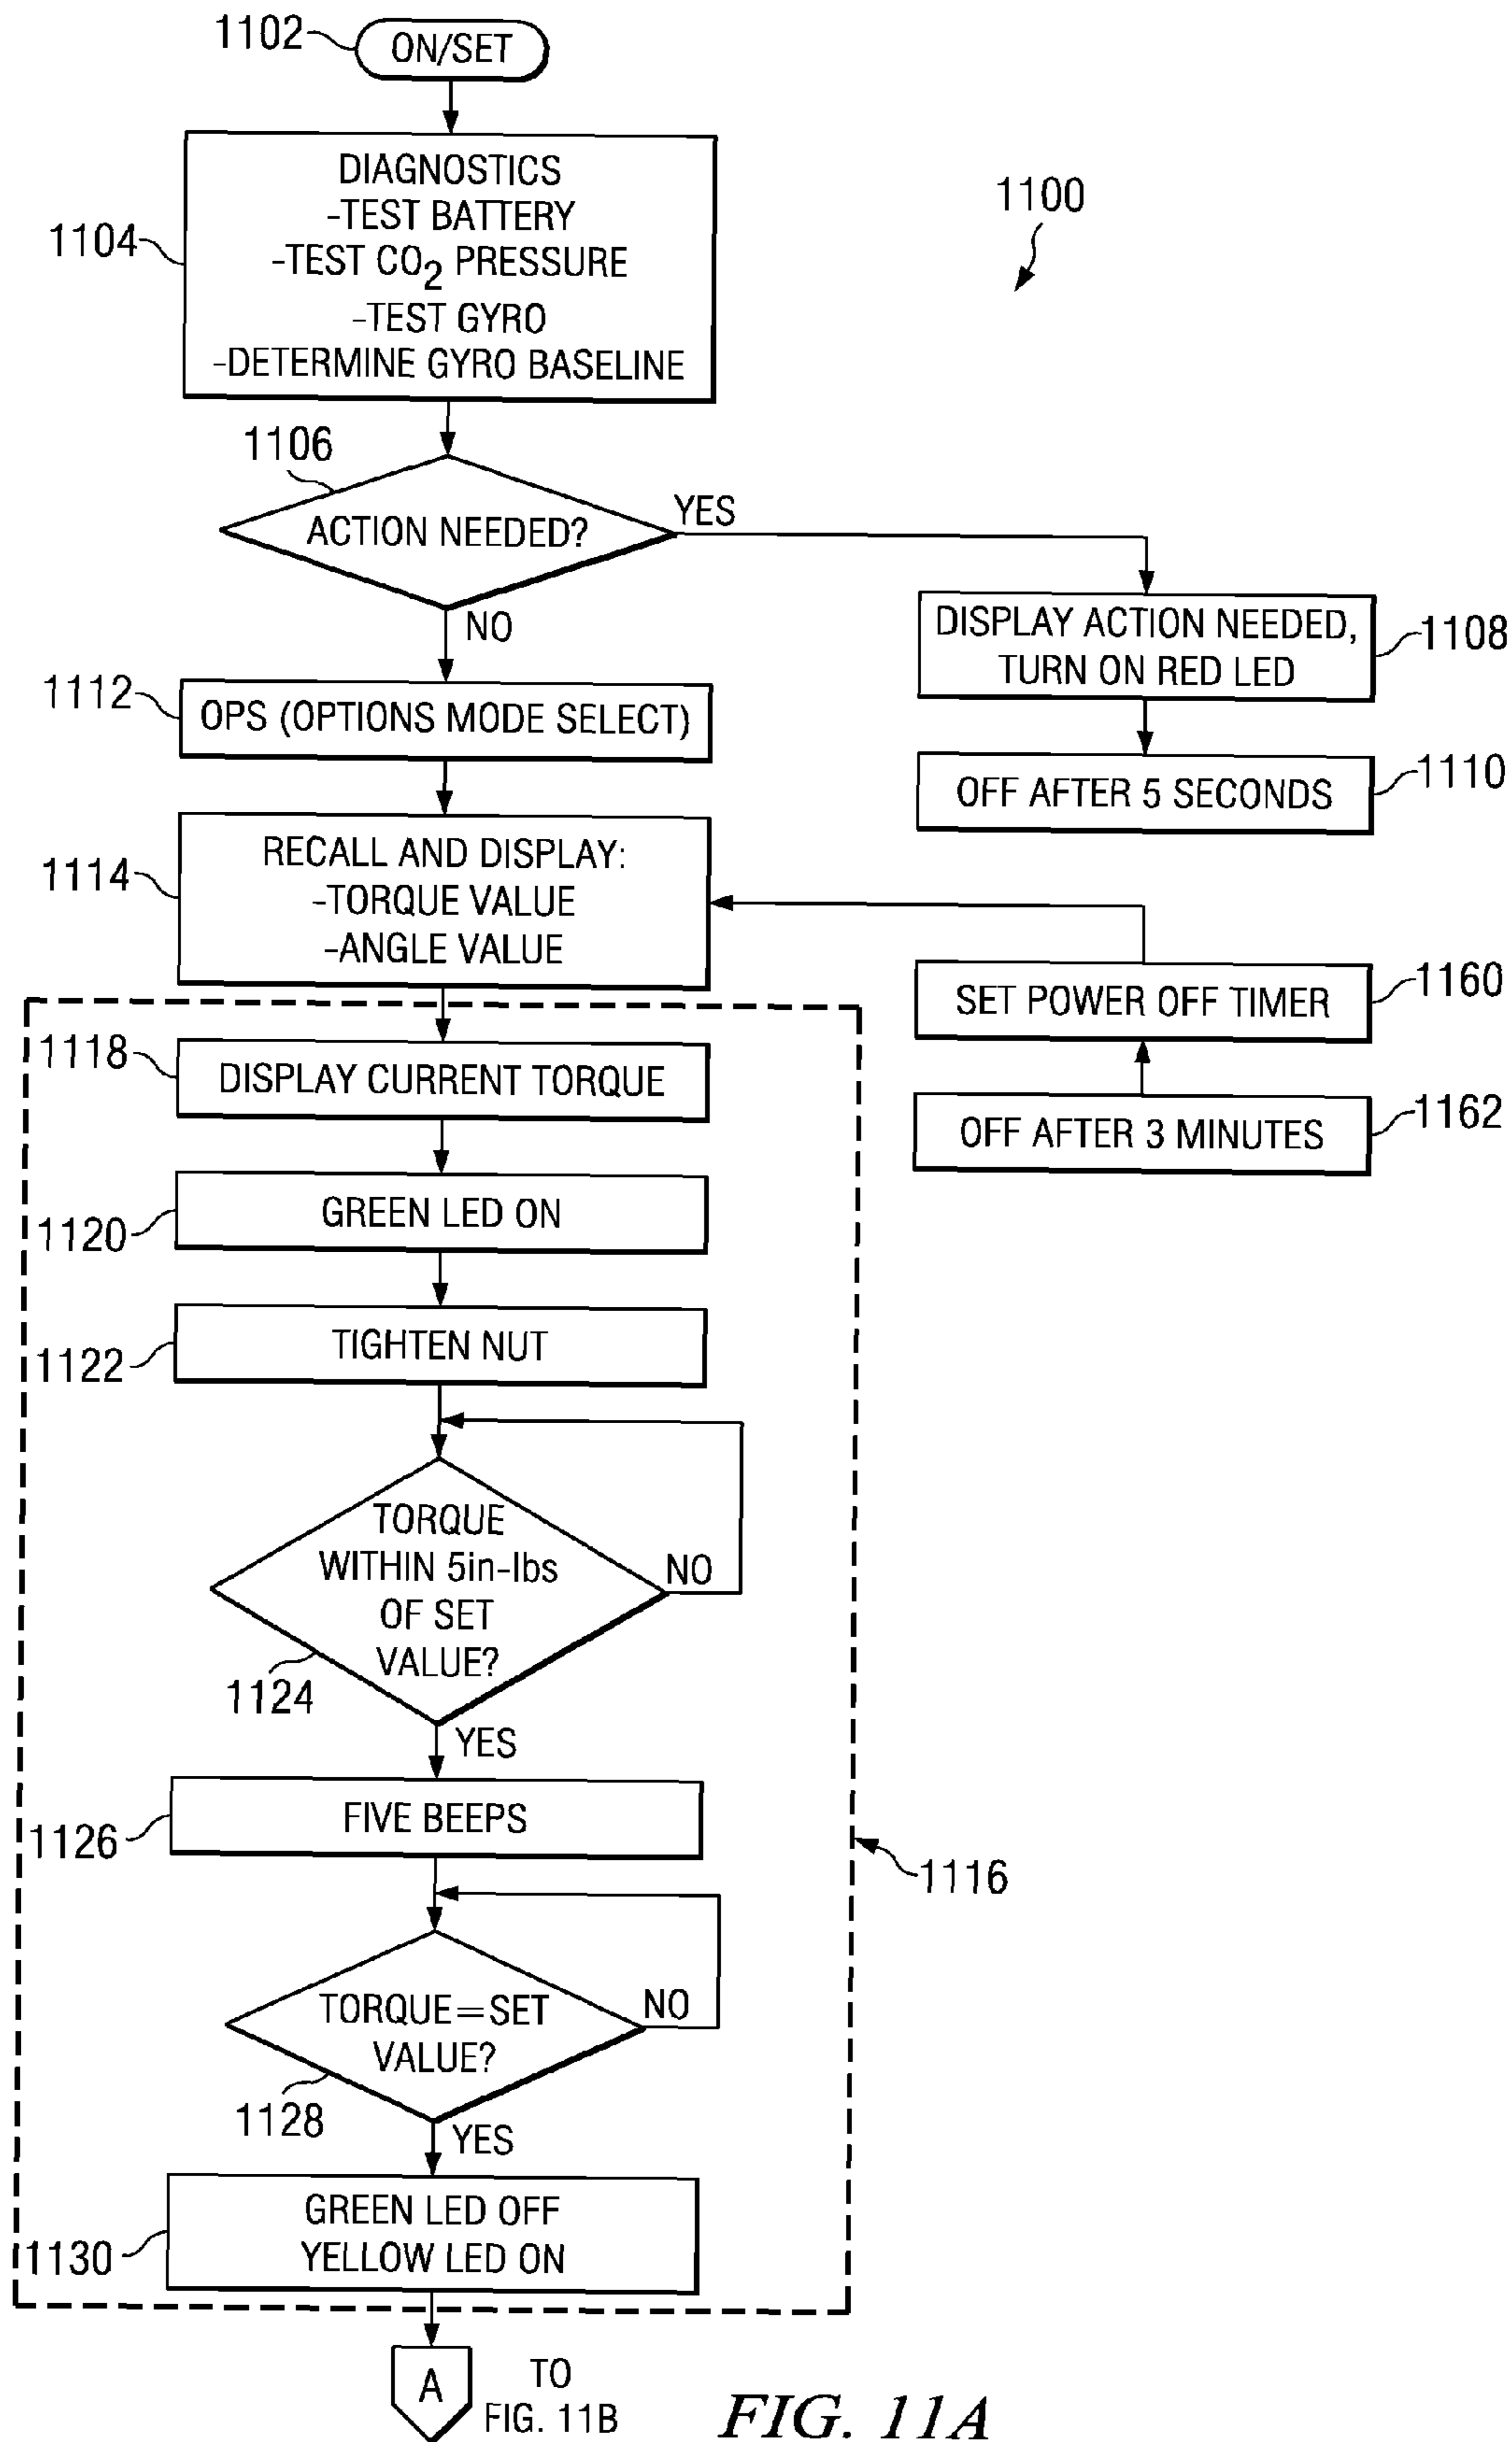 1102
ON/SET
1100
1104
DIAGNOSTICS
-TEST BATTERY
-TEST CO2 PRESSURE
-TEST GYRO
-DETERMINE GYRO BASELINE
1106
ACTION NEEDED?
YES
NO
DISPLAY ACTION NEEDED,
TURN ON RED LED
1108
OFF AFTER 5 SECONDS
1110
1112
OPS (OPTIONS MODE SELECT)
1114
RECALL AND DISPLAY:
-TORQUE VALUE
-ANGLE VALUE
SET POWER OFF TIMER
1160
OFF AFTER 3 MINUTES
1162
1118
DISPLAY CURRENT TORQUE
1120
GREEN LED ON
1122
TIGHTEN NUT
TORQUE
WITHIN 5in-lbs
OF SET
VALUE?
NO
1124
YES
1126
FIVE BEEPS
1116
TORQUE=SET
VALUE?
NO
1128
YES
1130
GREEN LED OFF
YELLOW LED ON
A
TO
FIG. 11B
FIG. 11A